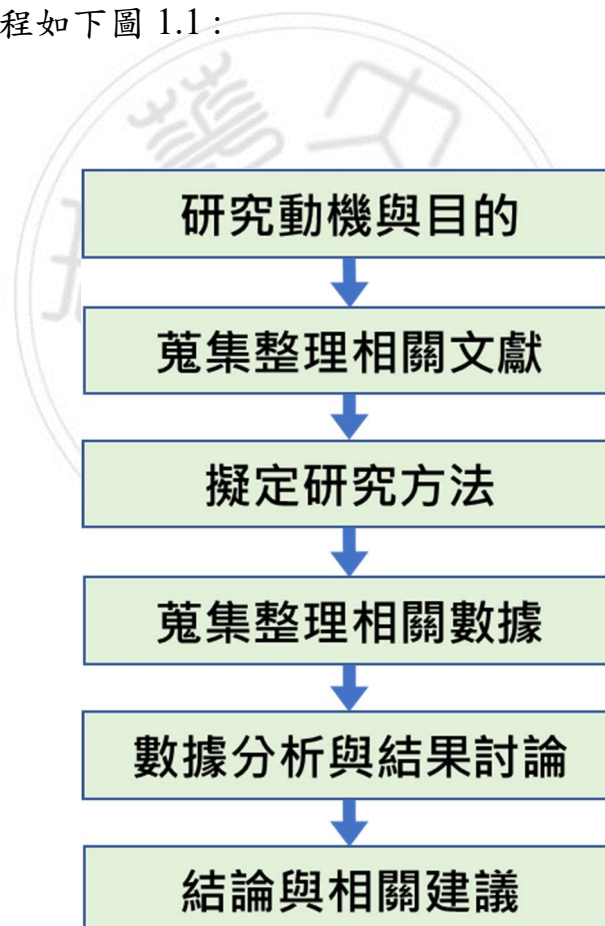 程如下圖 1.1：
研究動機與目的
蒐集整理相關文獻
擬定研究方法
蒐集整理相關數據
數據分析與結果討論
結論與相關建議